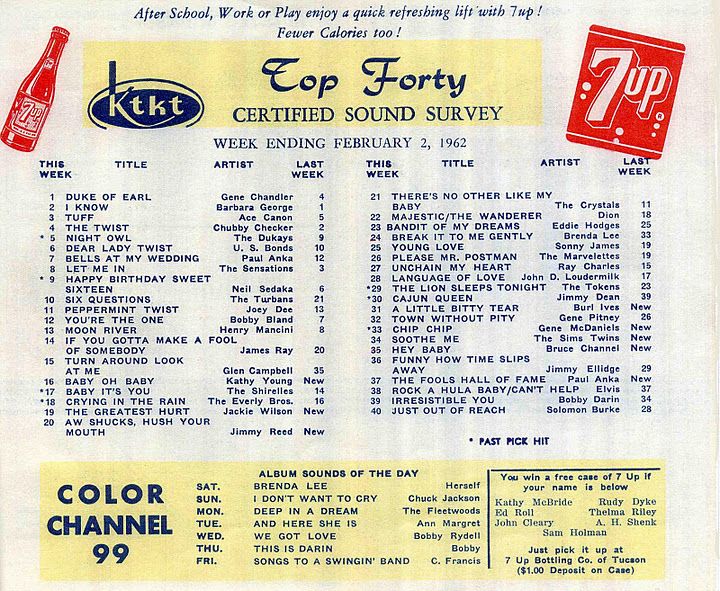 After School, Work or Play enjoy a quick refreshing lift with 7up !
Fewer Calories too !
Ktkt
Top Forty
CERTIFIED SOUND SURVEY
7up
7up
WEEK ENDING FEBRUARY 2, 1962
THIS WEEK TITLE ARTIST LAST WEEK
1 DUKE OF EARL Gene Chandler 4
2 I KNOW Barbara George 1
3 TUFF Ace Canon 5
4 THE TWIST Chubby Checker 2
* 5 NIGHT OWL The Dukays 9
6 DEAR LADY TWIST U. S. Bonds 10
7 BELLS AT MY WEDDING Paul Anka 12
8 LET ME IN The Sensations 3
* 9 HAPPY BIRTHDAY SWEET
SIXTEEN Neil Sedaka 6
10 SIX QUESTIONS The Turbans 21
11 PEPPERMINT TWIST Joey Dee 13
12 YOU'RE THE ONE Bobby Bland 7
13 MOON RIVER Henry Mancini 8
14 IF YOU GOTTA MAKE A FOOL
OF SOMEBODY James Ray 20
15 TURN AROUND LOOK
AT ME Glen Campbell 35
16 BABY OH BABY Kathy Young New
*17 BABY IT'S YOU The Shirelles 14
*18 CRYING IN THE RAIN The Everly Bros. 16
19 THE GREATEST HURT Jackie Wilson New
20 AW SHUCKS, HUSH YOUR
MOUTH Jimmy Reed New
THIS WEEK TITLE ARTIST LAST WEEK
21 THERE'S NO OTHER LIKE MY
BABY The Crystals 11
22 MAJESTIC/THE WANDERER Dion 18
23 BANDIT OF MY DREAMS Eddie Hodges 25
24 BREAK IT TO ME GENTLY Brenda Lee 33
25 YOUNG LOVE Sonny James 19
26 PLEASE MR. POSTMAN The Marvelettes 19
27 UNCHAIN MY HEART Ray Charles 15
28 LANGUAGE OF LOVE John D. Loudermilk 17
*29 THE LION SLEEPS TONIGHT The Tokens 23
*30 CAJUN QUEEN Jimmy Dean 39
31 A LITTLE BITTY TEAR Burl Ives New
32 TOWN WITHOUT PITY Gene Pitney 26
*33 CHIP CHIP Gene McDaniels New
34 SOOTHE ME The Sims Twins New
35 HEY BABY Bruce Channel New
36 FUNNY HOW TIME SLIPS
AWAY Jimmy Ellidge 29
37 THE FOOLS HALL OF FAME Paul Anka New
38 ROCK A HULA BABY/CAN'T HELP Elvis 37
39 IRRESISTIBLE YOU Bobby Darin 34
40 JUST OUT OF REACH Solomon Burke 28
* PAST PICK HIT
COLOR
CHANNEL
99
ALBUM SOUNDS OF THE DAY
SAT. BRENDA LEE Herself
SUN. I DON'T WANT TO CRY Chuck Jackson
MON. DEEP IN A DREAM The Fleetwoods
TUE. AND HERE SHE IS Ann Margret
WED. WE GOT LOVE Bobby Rydell
THU. THIS IS DARIN Bobby
FRI. SONGS TO A SWINGIN' BAND C. Francis
You win a free case of 7 Up if
your name is below
Kathy McBride Rudy Dyke
Ed Roll Thelma Riley
John Cleary A. H. Shenk
Sam Holman
Just pick it up at
7 Up Bottling Co. of Tucson
($1.00 Deposit on Case)